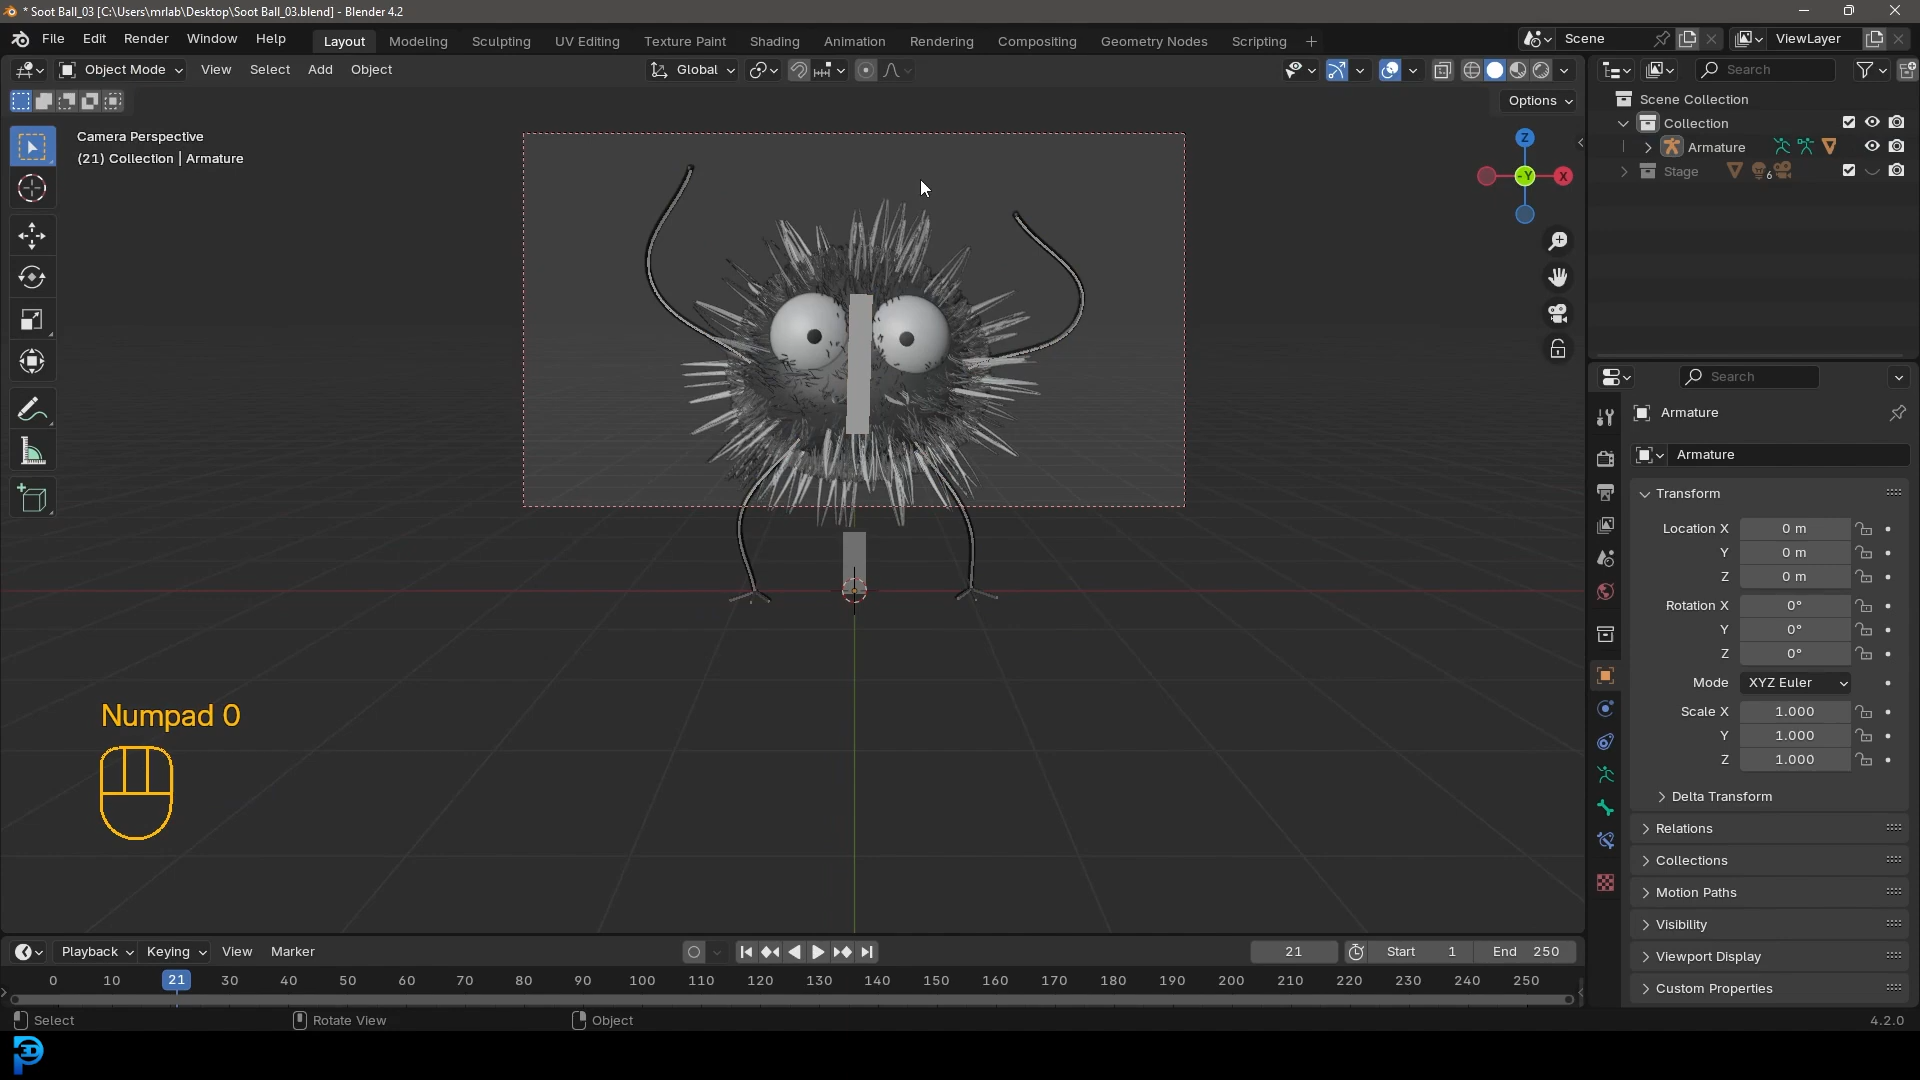 * Soot Ball_03 [C:\Users\mrlab\Desktop\Soot Ball_03.blend] - Blender 4.2
File Edit Render Window Help Layout Modeling Sculpting UV Editing Texture Paint Shading Animation Rendering Compositing Geometry Nodes Scripting + Scene ViewLayer
Object Mode View Select Add Object Global Search
Options
Scene Collection
Collection
Armature
Stage 6
Camera Perspective
(21) Collection | Armature
Z
-Y X
Search
Armature
Armature
Transform
Location X 0 m
Y 0 m
Z 0 m
Rotation X 0°
Y 0°
Z 0°
Mode XYZ Euler
Scale X 1.000
Y 1.000
Z 1.000
Delta Transform
Relations
Collections
Motion Paths
Visibility
Viewport Display
Custom Properties
Numpad 0
Playback Keying View Marker 21 Start 1 End 250
0 10 21 30 40 50 60 70 80 90 100 110 120 130 140 150 160 170 180 190 200 210 220 230 240 250
Select Rotate View Object 4.2.0